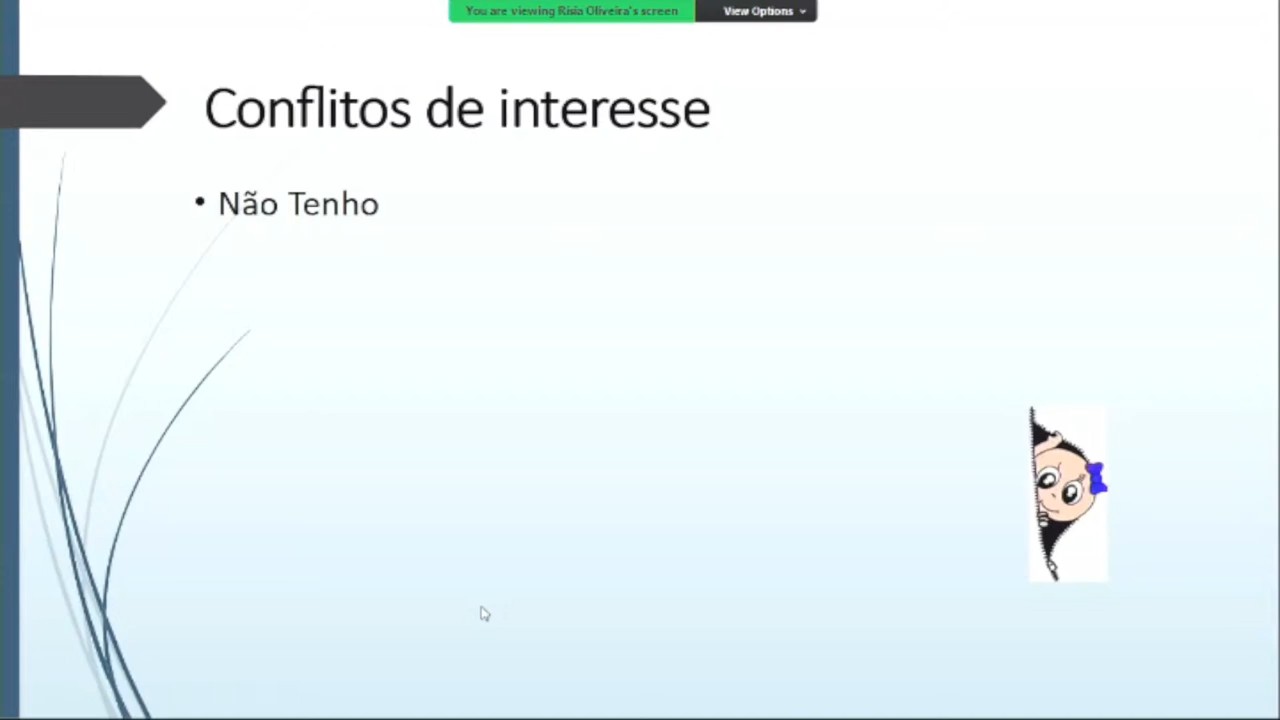 You are viewing Risia Oliveira's screen View Options
Conflitos de interesse
• Não Tenho